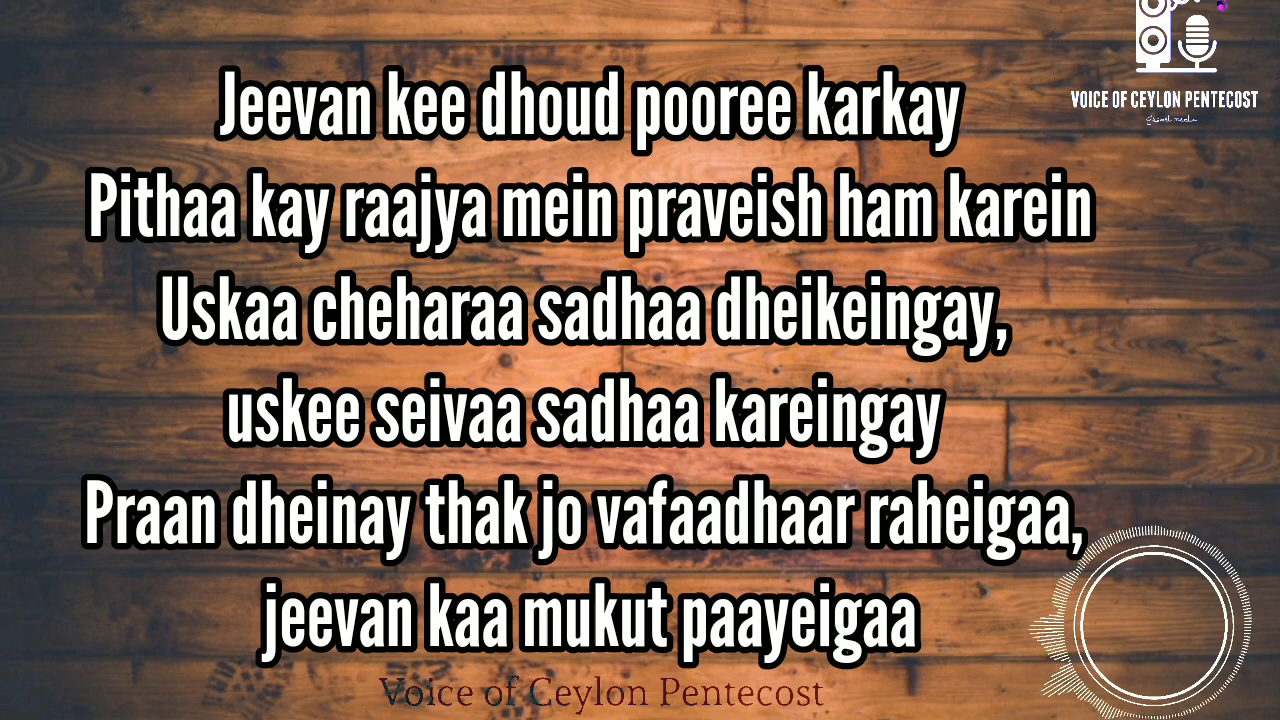 VOICE OF CEYLON PENTECOST
Jeevan kee dhoud pooree karkay
Pithaa kay raajya mein praveish ham karein
Uskaa cheharaa sadhaa dheikeingay,
uskee seivaa sadhaa kareingay
Praan dheinay thak jo vafaadhaar raheigaa,
jeevan kaa mukut paayeigaa
Voice of Ceylon Pentecost